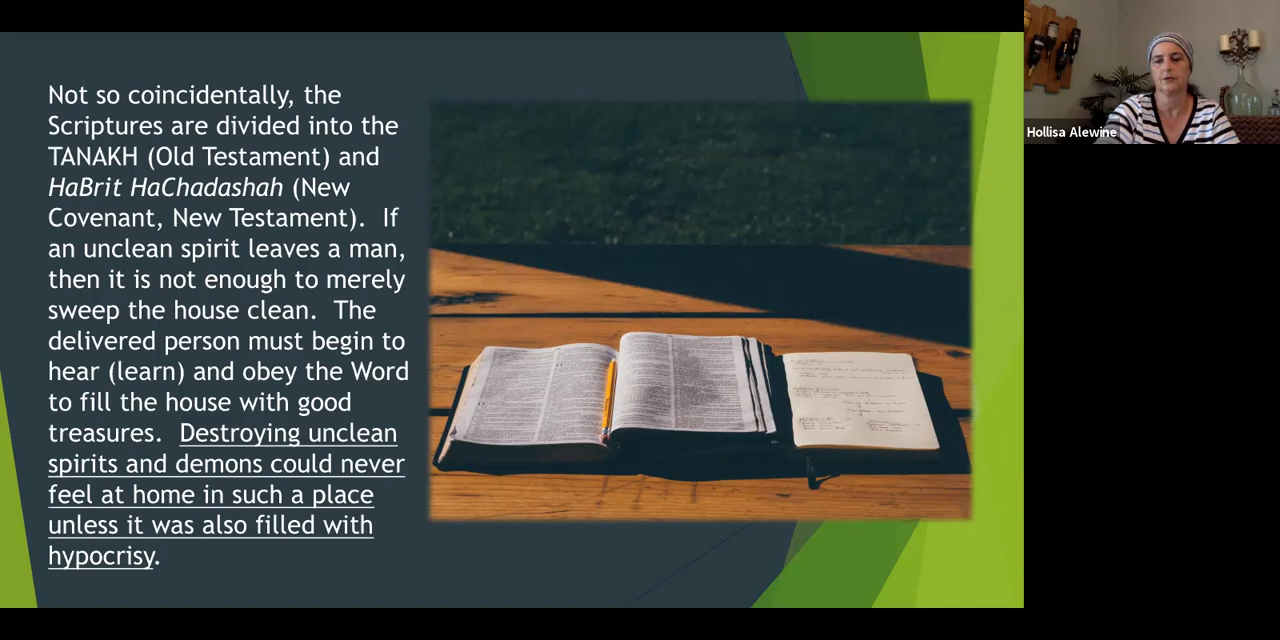 Not so coincidentally, the
Scriptures are divided into the
TANAKH (Old Testament) and
HaBrit HaChadashah (New
Covenant, New Testament).  If
an unclean spirit leaves a man,
then it is not enough to merely
sweep the house clean.  The
delivered person must begin to
hear (learn) and obey the Word
to fill the house with good
treasures.  Destroying unclean
spirits and demons could never
feel at home in such a place
unless it was also filled with
hypocrisy.
Hollisa Alewine